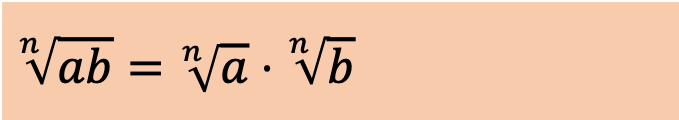 ⁿ√ab = ⁿ√a · ⁿ√b